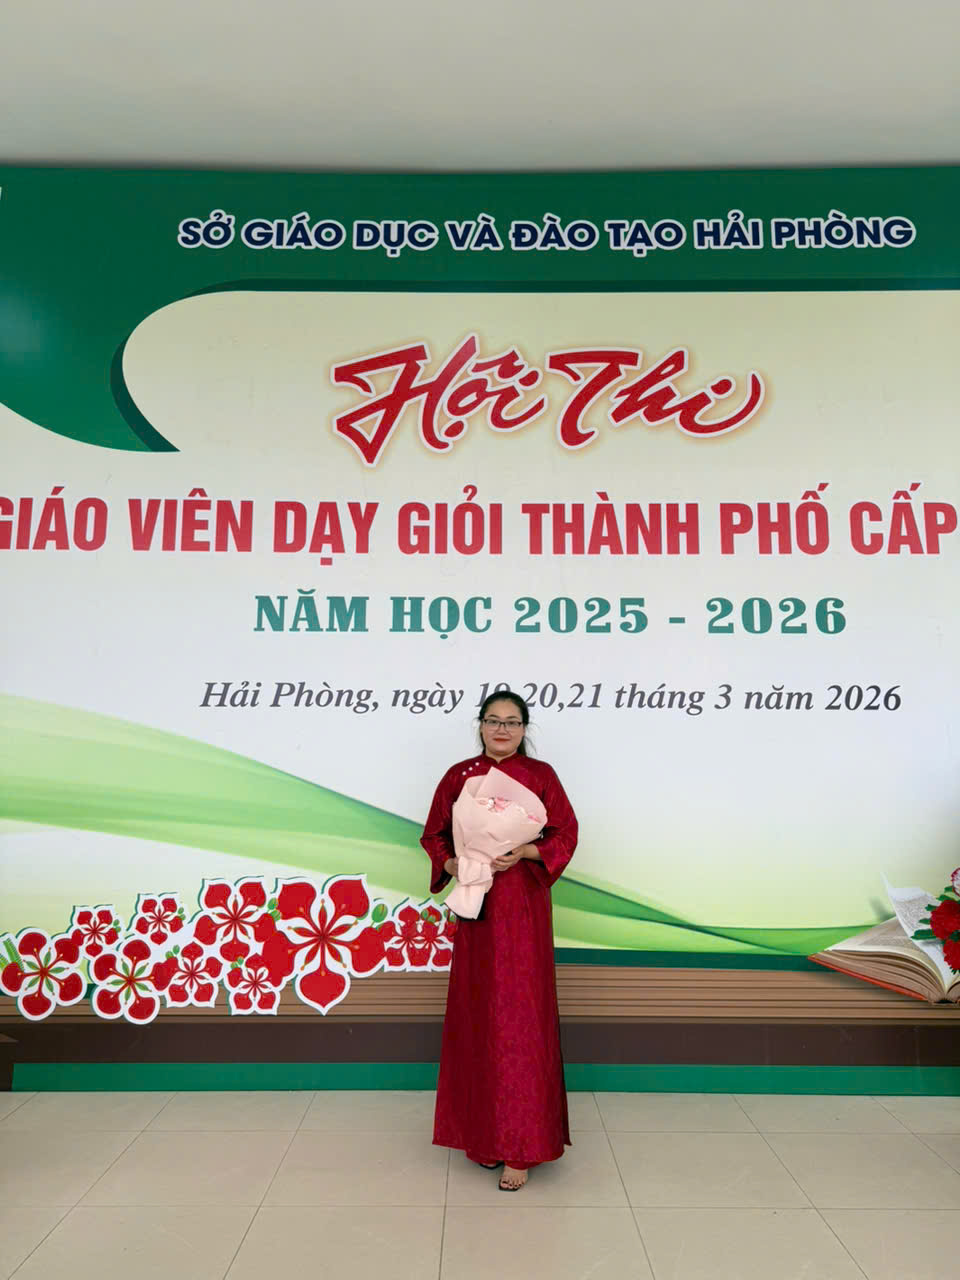 SỞ GIÁO DỤC VÀ ĐÀO TẠO HẢI PHÒNG
Hội Thi
GIÁO VIÊN DẠY GIỎI THÀNH PHỐ CẤP
NĂM HỌC 2025 - 2026
Hải Phòng, ngày 19,20,21 tháng 3 năm 2026